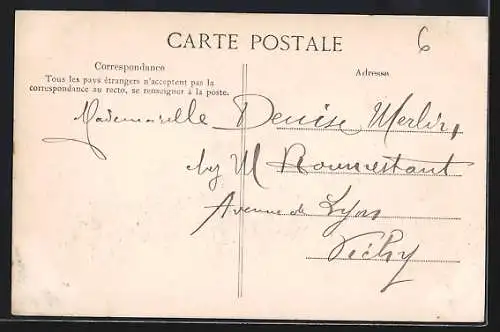 CARTE POSTALE
6
Correspondance
Adresse
Tous les pays étrangers n'acceptent pas la
correspondance au recto, se renseigner à la poste.
Mademoiselle Denise Merlin,
chez M Roumestant
Avenue de Lyon
Vichy